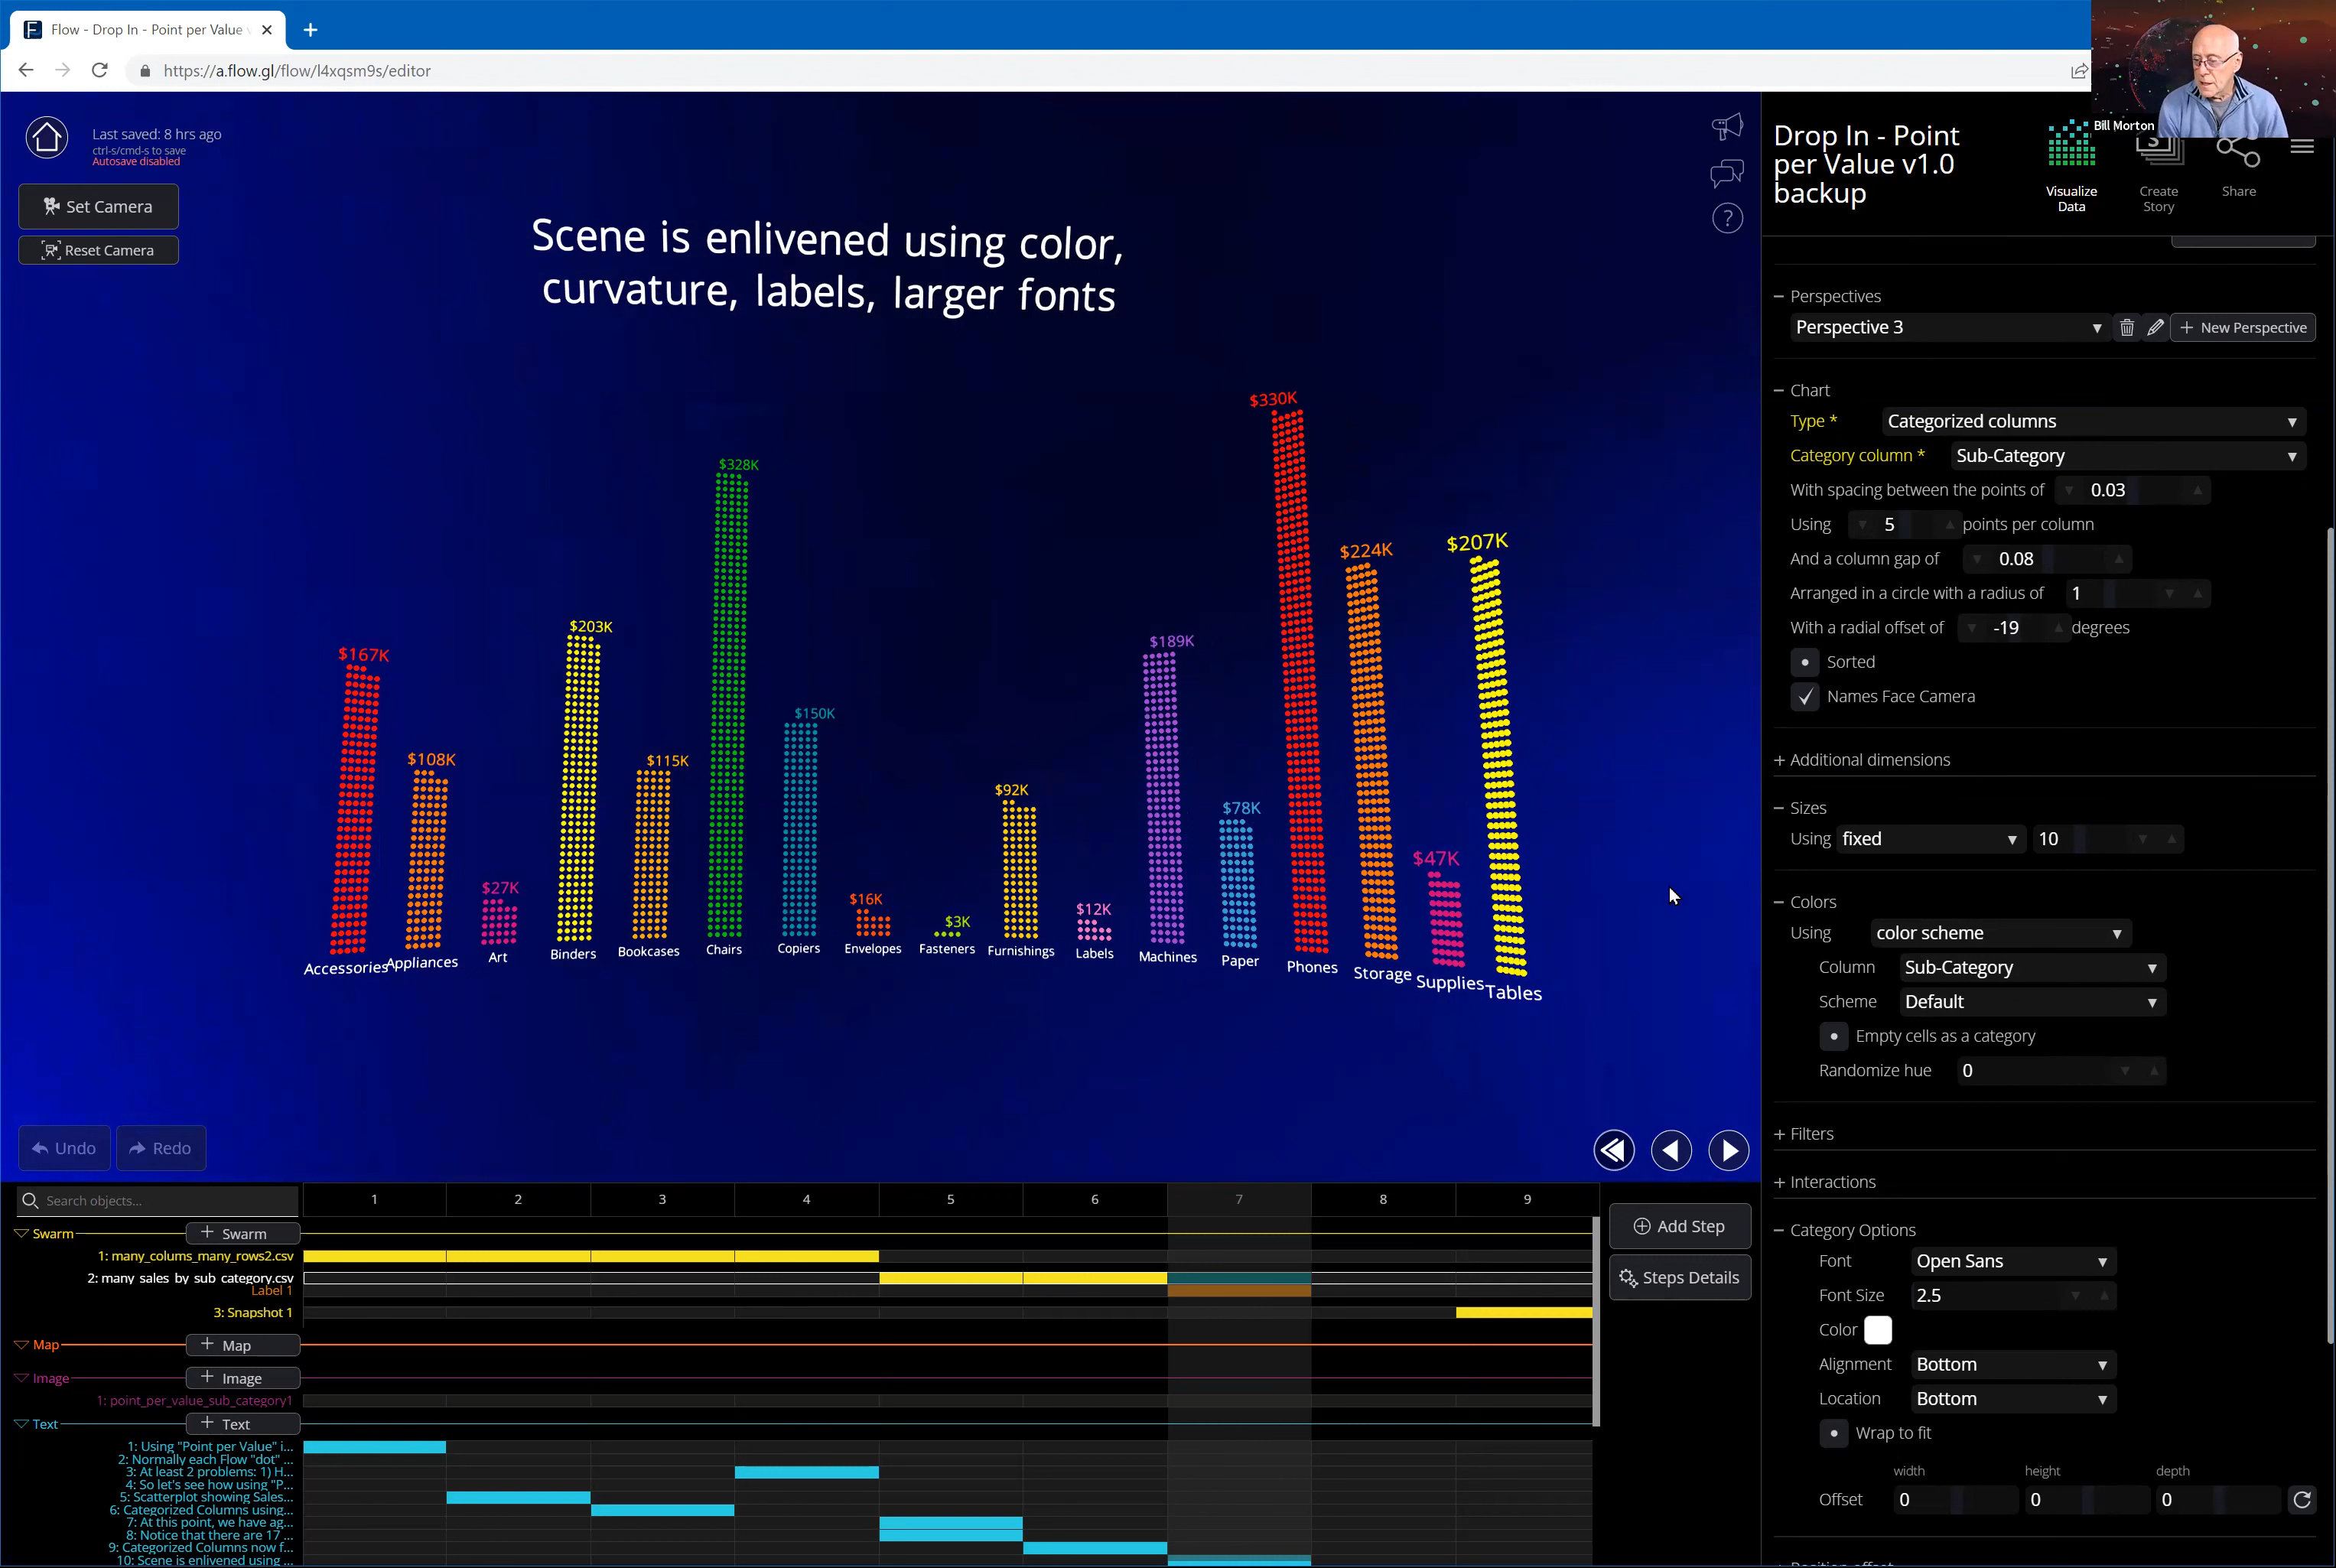 Flow - Drop In - Point per Value
https://a.flow.gl/flow/l4xqsm9s/editor
Bill Morton
Last saved: 8 hrs ago
ctrl-s/cmd-s to save
Autosave disabled
Set Camera
Reset Camera
Scene is enlivened using color,
curvature, labels, larger fonts
$330K
$328K
$224K
$207K
$203K
$189K
$167K
$150K
$108K
$115K
$92K
$78K
$47K
$27K
$16K
$3K
$12K
Accessories Appliances Art Binders Bookcases Chairs Copiers Envelopes Fasteners Furnishings Labels Machines Paper Phones Storage Supplies Tables
Undo Redo
Search objects...
1 2 3 4 5 6 7 8 9
Swarm + Swarm
1: many_colums_many_rows2.csv
2: many sales by sub category.csv
Label 1
3: Snapshot 1
Map + Map
Image + Image
1: point_per_value_sub_category1
Text + Text
1: Using "Point per Value" i...
2: Normally each Flow "dot" ...
3: At least 2 problems: 1) H...
4: So let's see how using "P...
5: Scatterplot showing Sales...
6: Categorized Columns using...
7: At this point, we have ag...
8: Notice that there are 17 ...
9: Categorized Columns now f...
10: Scene is enlivened using ...
Add Step
Steps Details
Drop In - Point
per Value v1.0
backup
Visualize
Data
Create
Story
Share
Perspectives
Perspective 3
+ New Perspective
Chart
Type * Categorized columns
Category column * Sub-Category
With spacing between the points of 0.03
Using 5 points per column
And a column gap of 0.08
Arranged in a circle with a radius of 1
With a radial offset of -19 degrees
Sorted
Names Face Camera
+ Additional dimensions
Sizes
Using fixed 10
Colors
Using color scheme
Column Sub-Category
Scheme Default
Empty cells as a category
Randomize hue 0
+ Filters
+ Interactions
Category Options
Font Open Sans
Font Size 2.5
Color
Alignment Bottom
Location Bottom
Wrap to fit
width height depth
Offset 0 0 0